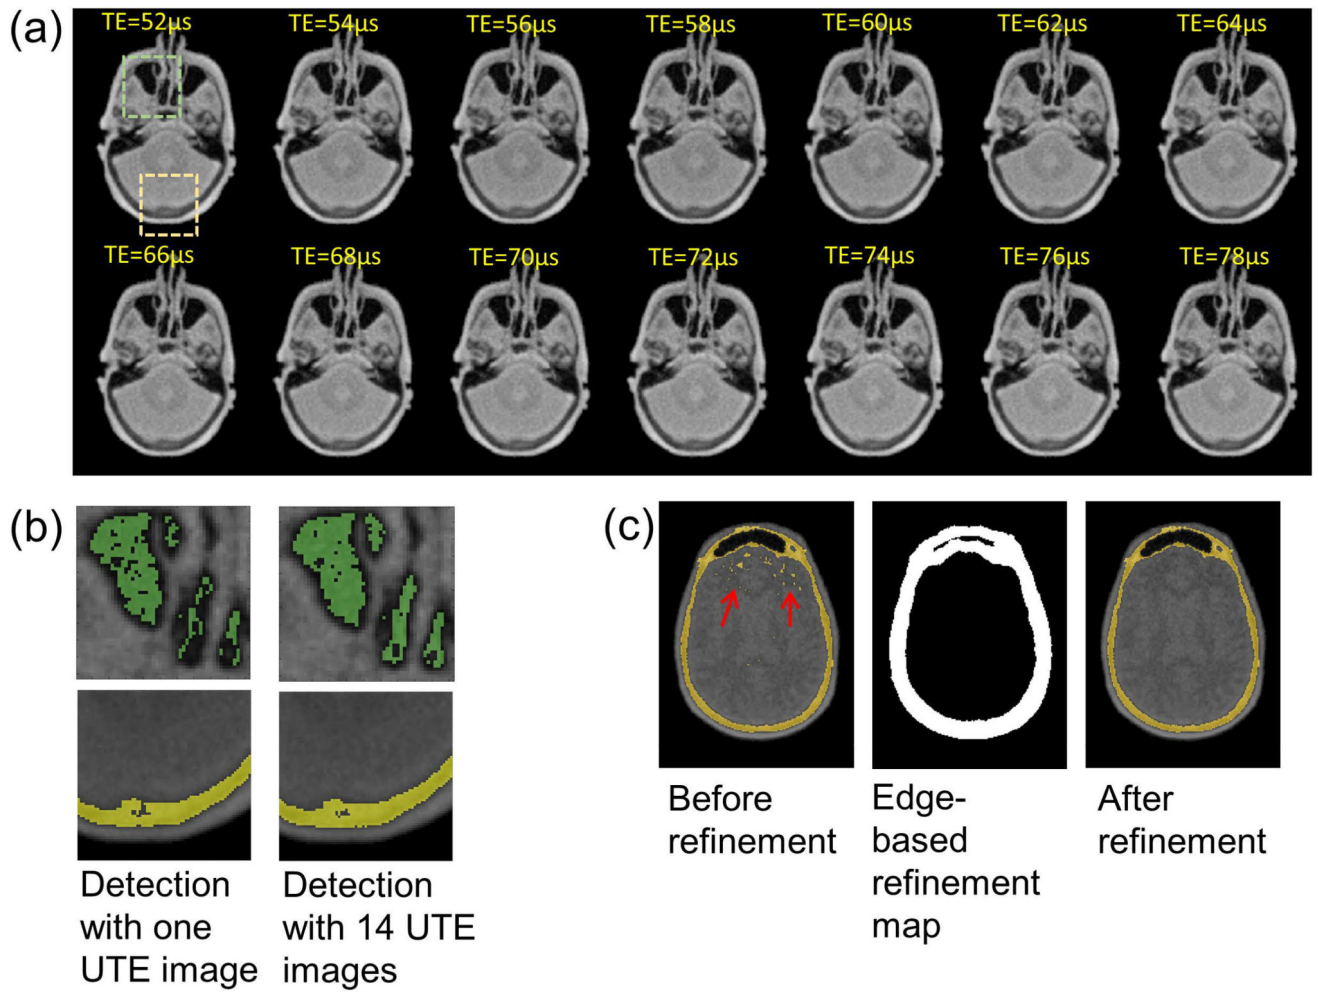 (a)
TE=52μs TE=54μs TE=56μs TE=58μs TE=60μs TE=62μs TE=64μs
TE=66μs TE=68μs TE=70μs TE=72μs TE=74μs TE=76μs TE=78μs
(b)
Detection
with one
UTE image
Detection
with 14 UTE
images
(c)
Before
refinement
Edge-
based
refinement
map
After
refinement